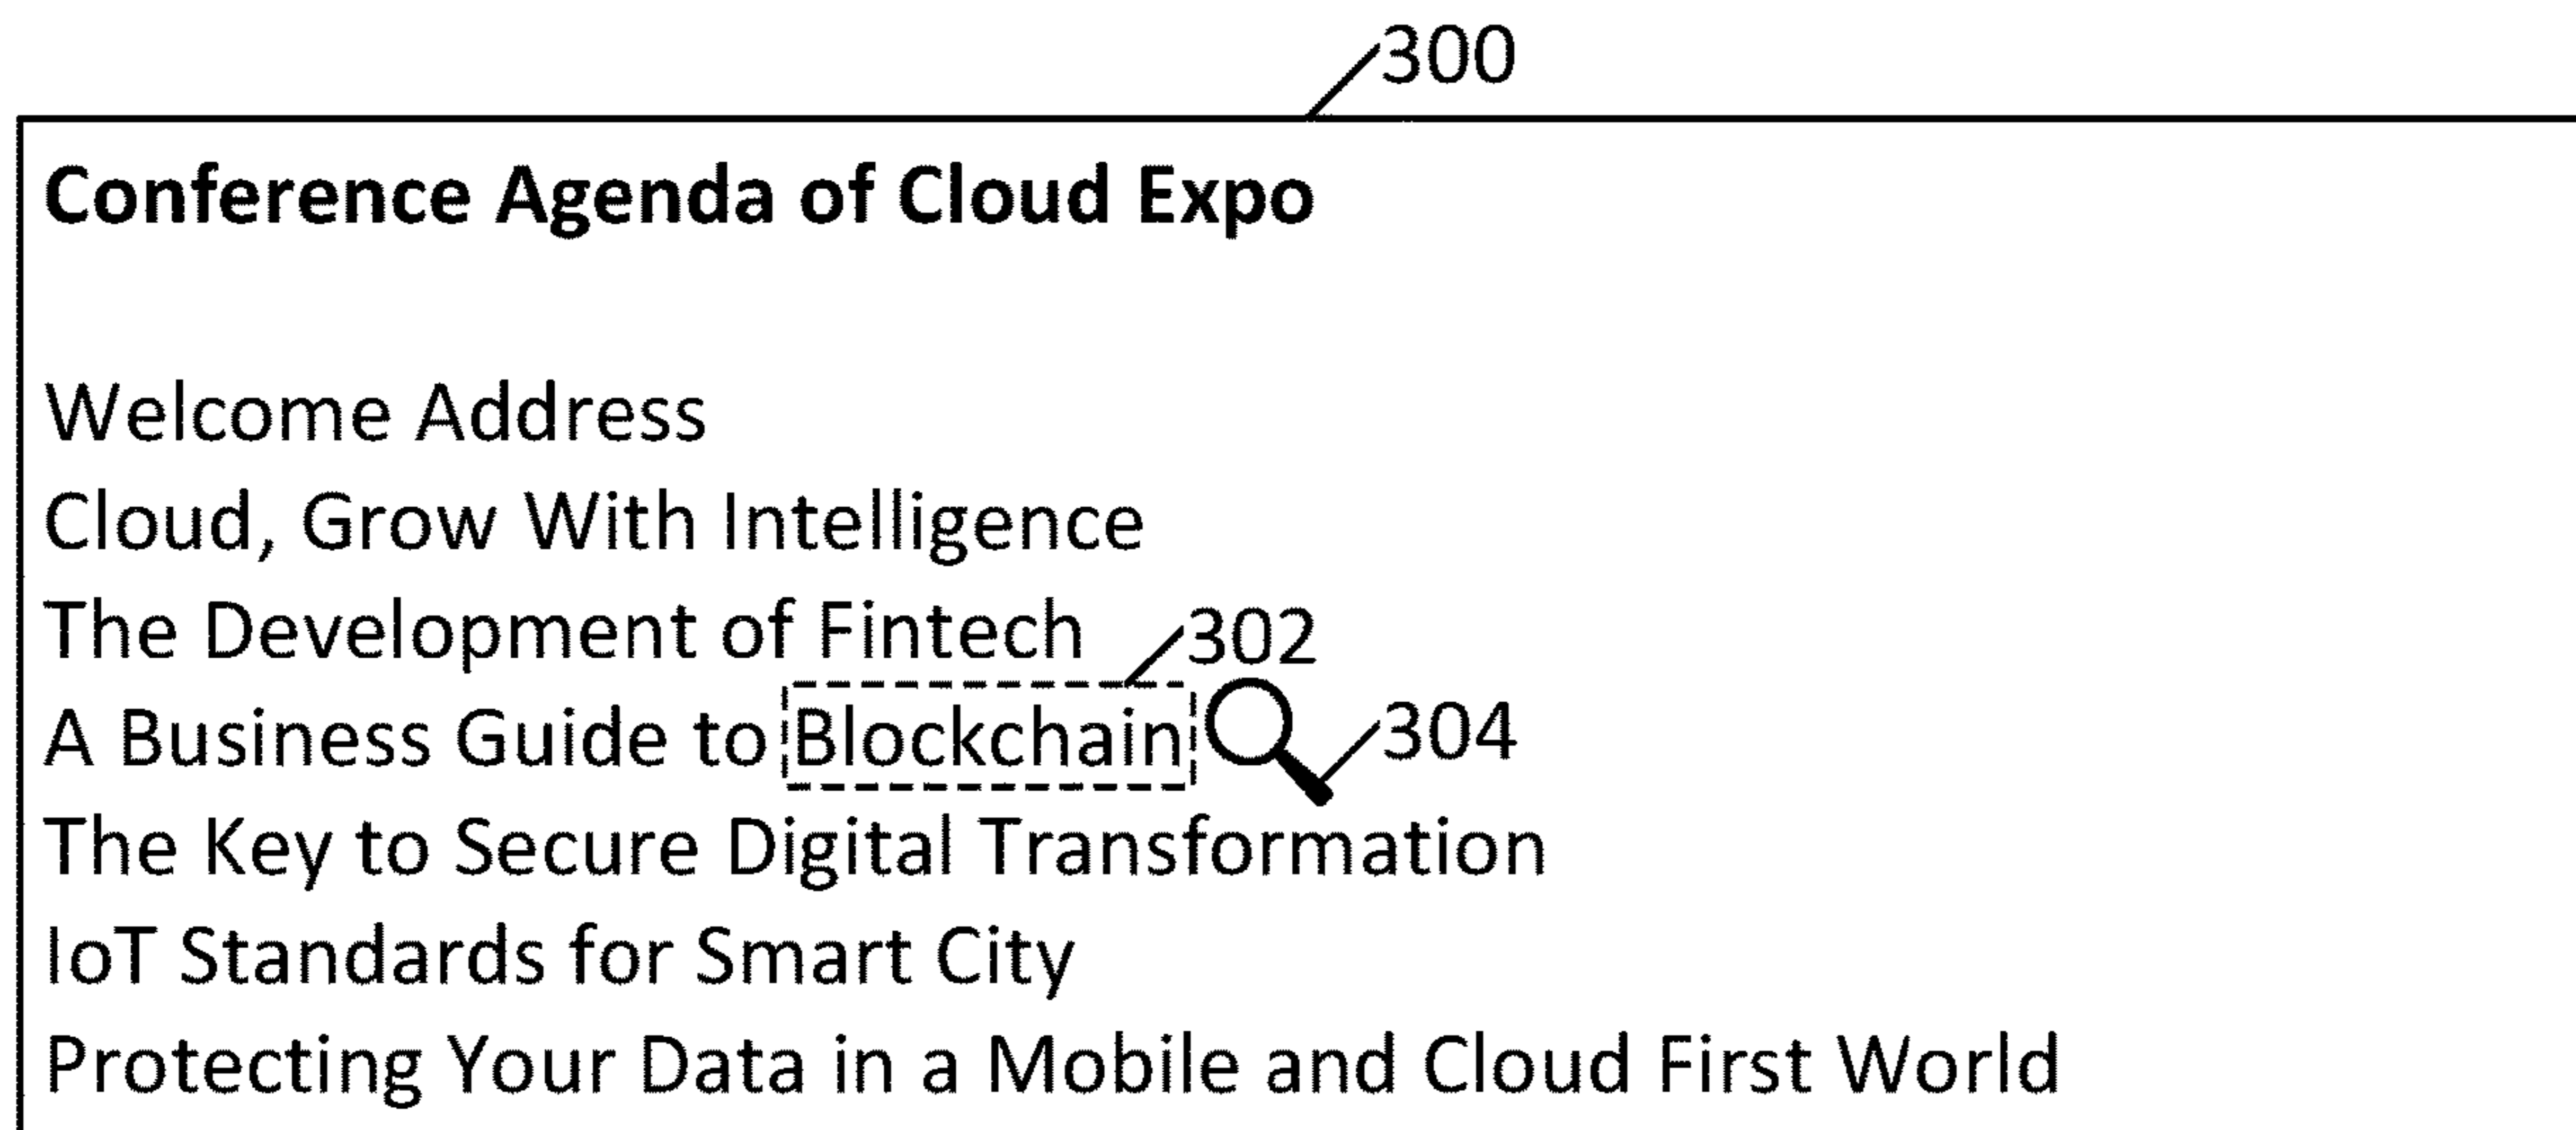 300
Conference Agenda of Cloud Expo
Welcome Address
Cloud, Grow With Intelligence
The Development of Fintech
302
A Business Guide to Blockchain
304
The Key to Secure Digital Transformation
IoT Standards for Smart City
Protecting Your Data in a Mobile and Cloud First World